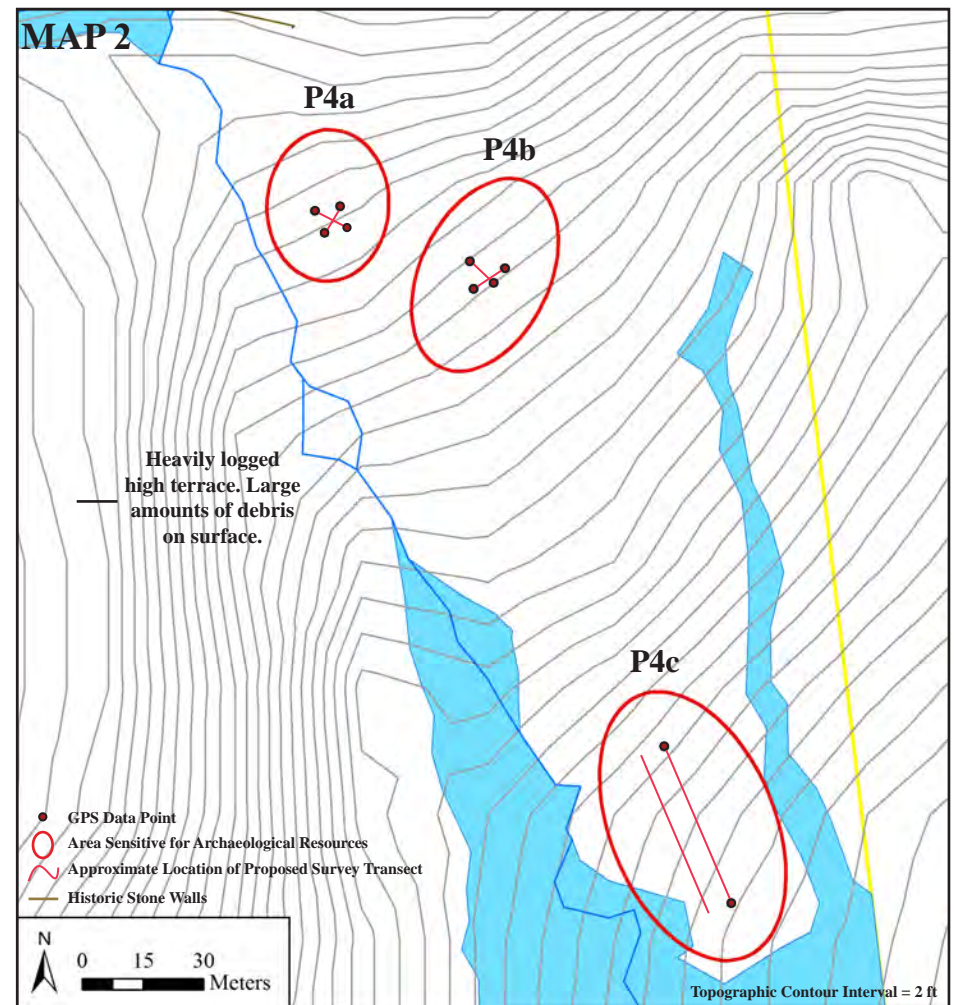 MAP 2
P4a
P4b
Heavily logged
high terrace. Large
amounts of debris
on surface.
P4c
GPS Data Point
Area Sensitive for Archaeological Resources
Approximate Location of Proposed Survey Transect
Historic Stone Walls
N
0 15 30
Meters
Topographic Contour Interval = 2 ft